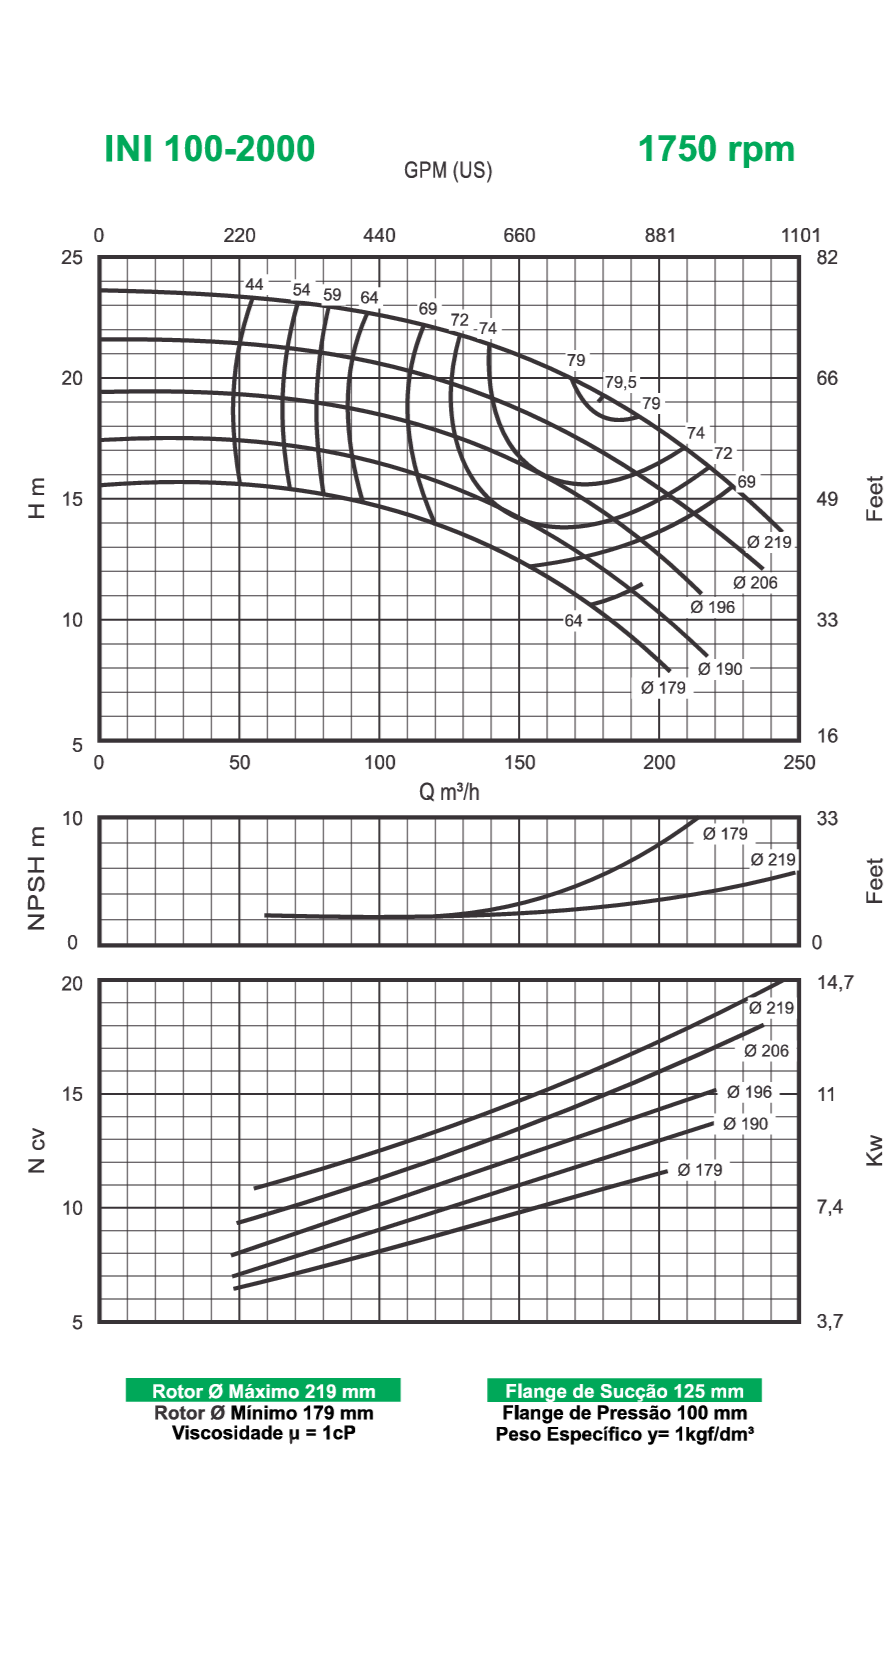 INI 100-2000
1750 rpm
GPM (US)
0 220 440 660 881 1101
25 82
44 54 59 64 69 72 74
79
79,5
79
20 66
74
72
69
H m
15 49
Feet
Ø 219
Ø 206
Ø 196
10 64 33
Ø 190
Ø 179
5 16
0 50 100 150 200 250
Q m³/h
10 33
Ø 179
Ø 219
NPSH m
Feet
0 0
20 14,7
Ø 219
Ø 206
15 Ø 196 11
Ø 190
N cv
Kw
Ø 179
10 7,4
5 3,7
Rotor Ø Máximo 219 mm
Rotor Ø Mínimo 179 mm
Viscosidade µ = 1cP
Flange de Sucção 125 mm
Flange de Pressão 100 mm
Peso Específico y= 1kgf/dm³